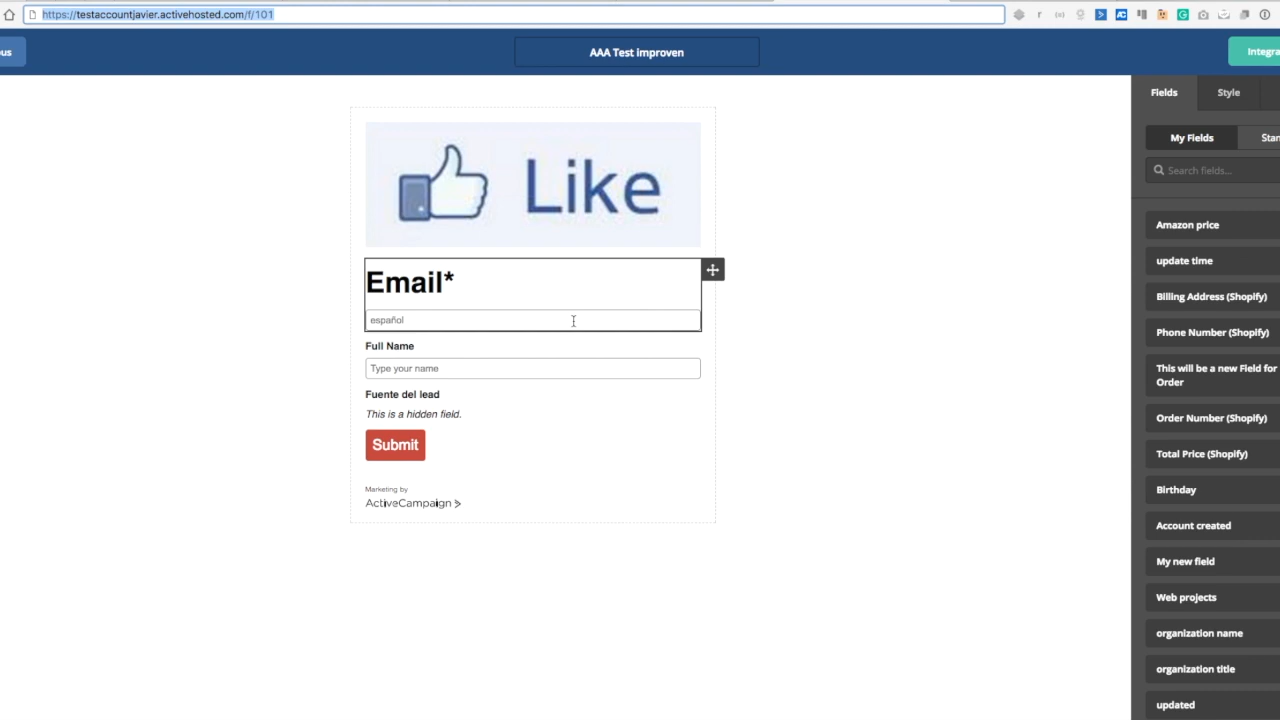 https://testaccountjavier.activehosted.com/f/101
ous
AAA Test improven
Integra
Fields
Style
My Fields
Stan
Search fields...
Like
Email*
español
Full Name
Type your name
Fuente del lead
This is a hidden field.
Submit
Marketing by
ActiveCampaign >
Amazon price
update time
Billing Address (Shopify)
Phone Number (Shopify)
This will be a new Field for
Order
Order Number (Shopify)
Total Price (Shopify)
Birthday
Account created
My new field
Web projects
organization name
organization title
updated